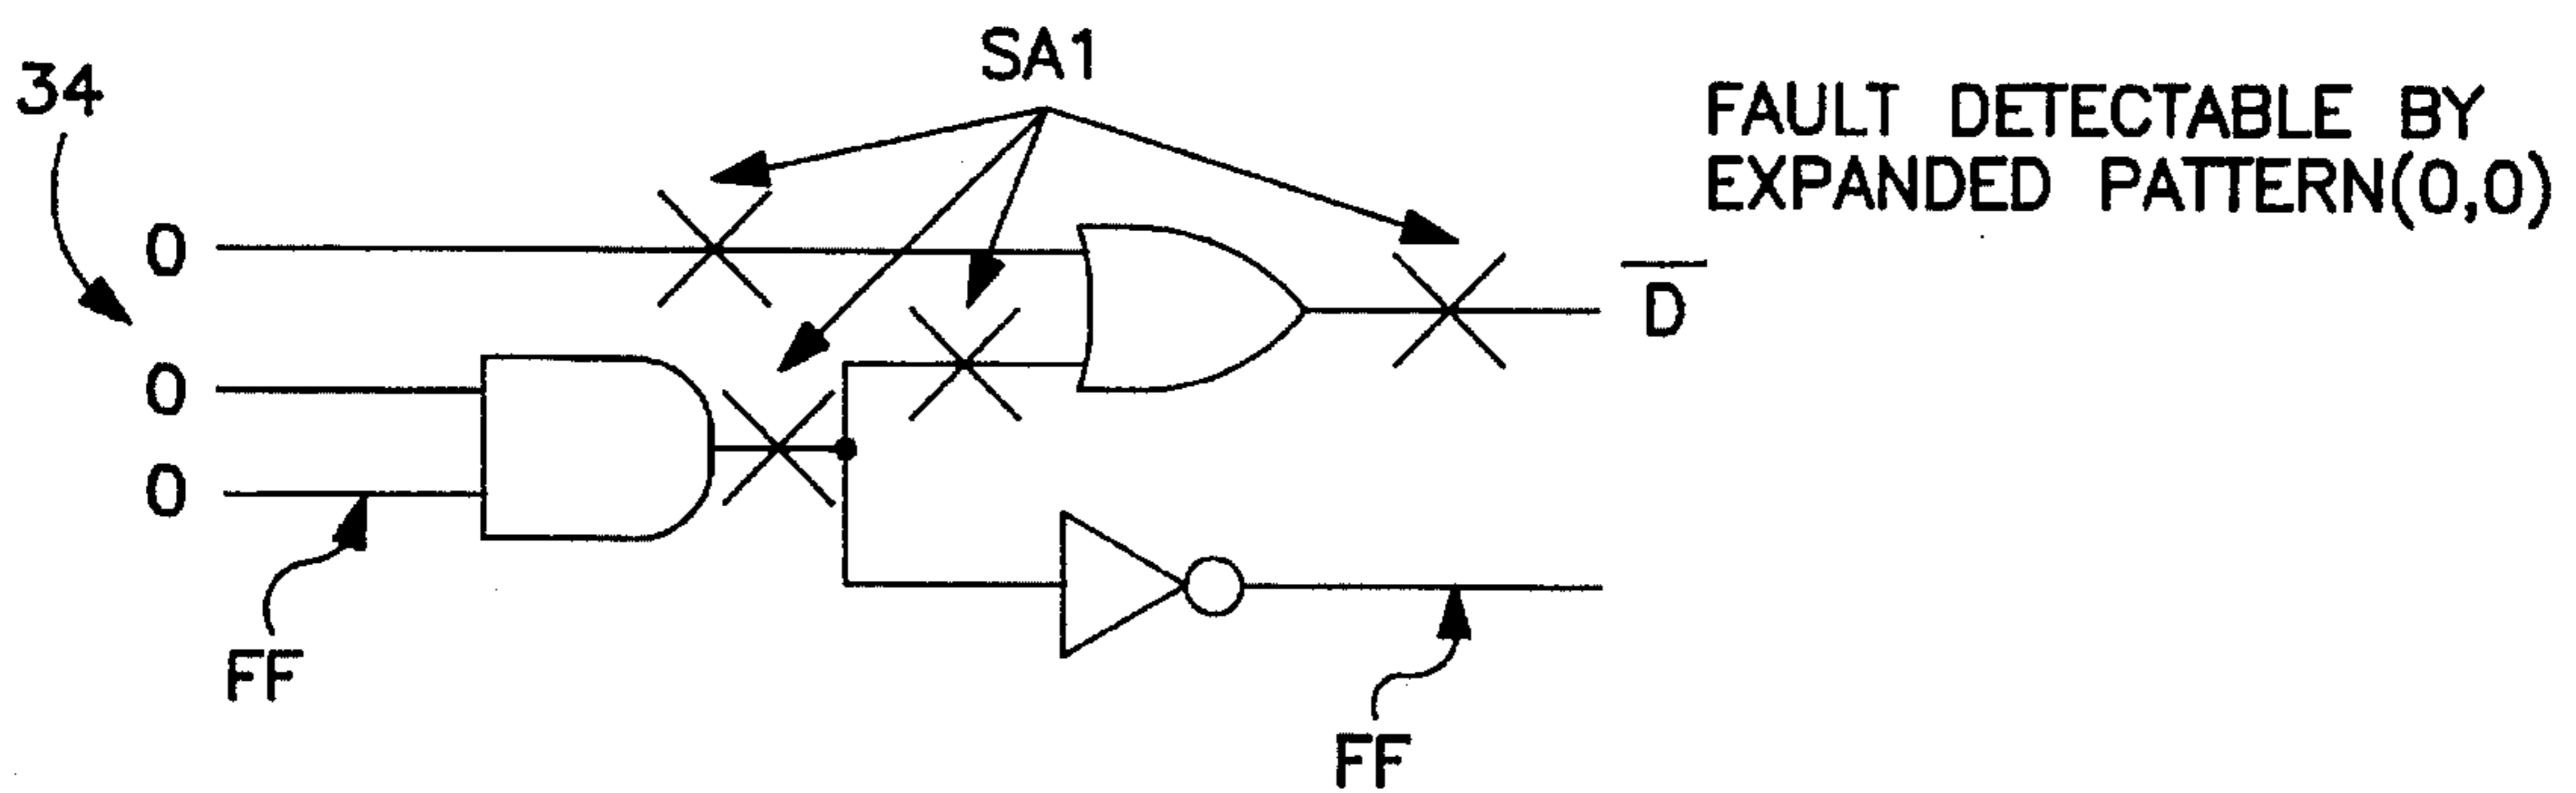 SA1
34
FAULT DETECTABLE BY
EXPANDED PATTERN(0,0)
0
D̅
0
0
FF
FF